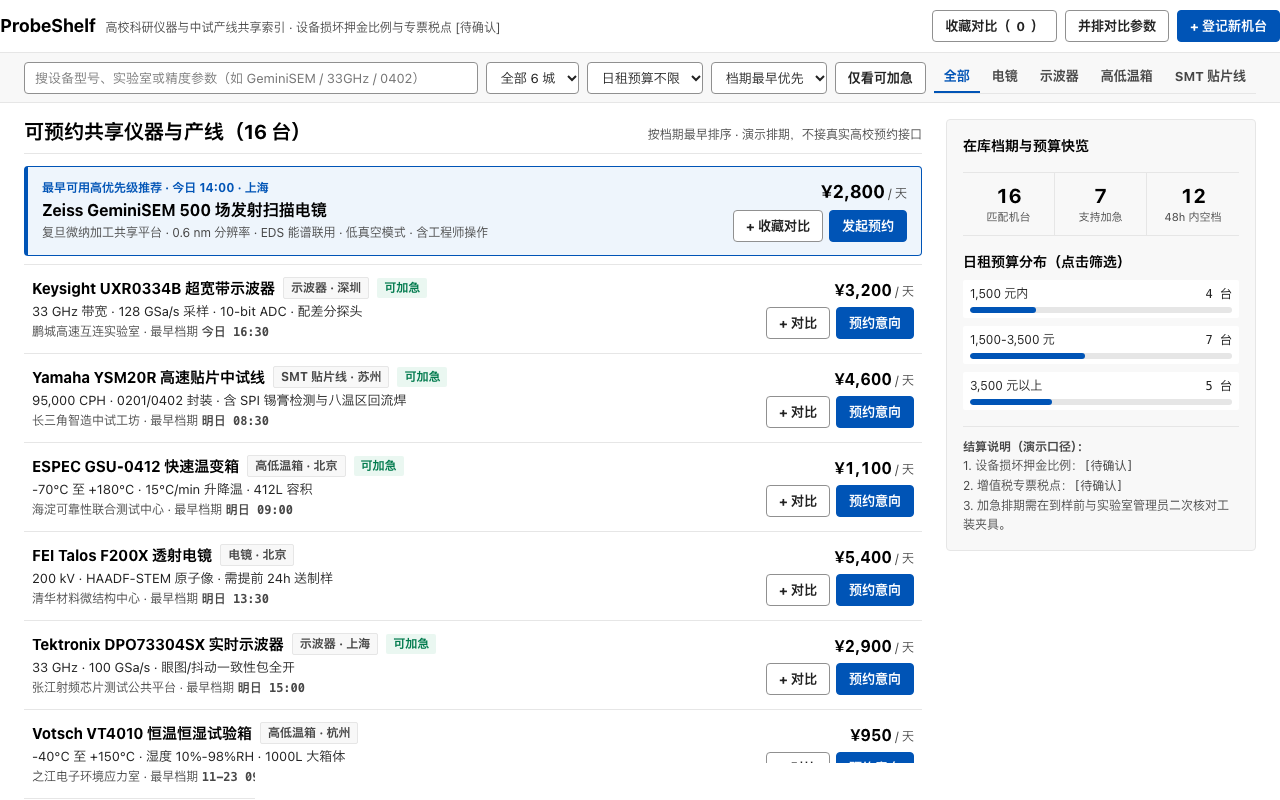 ProbeShelf 高校科研仪器与中试产线共享索引 · 设备损坏押金比例与专票税点 [待确认]
收藏对比（ 0 ） 并排对比参数 + 登记新机台
搜设备型号、实验室或精度参数（如 GeminiSEM / 33GHz / 0402） 全部 6 城 日租预算不限 档期最早优先 仅看可加急 全部 电镜 示波器 高低温箱 SMT 贴片线
可预约共享仪器与产线（16 台）
按档期最早排序 · 演示排期，不接真实高校预约接口
最早可用高优先级推荐 · 今日 14:00 · 上海
Zeiss GeminiSEM 500 场发射扫描电镜
复旦微纳加工共享平台 · 0.6 nm 分辨率 · EDS 能谱联用 · 低真空模式 · 含工程师操作
¥2,800 / 天
+ 收藏对比 发起预约
Keysight UXR0334B 超宽带示波器 示波器 · 深圳 可加急
33 GHz 带宽 · 128 GSa/s 采样 · 10-bit ADC · 配差分探头
鹏城高速互连实验室 · 最早档期 今日 16:30
¥3,200 / 天
+ 对比 预约意向
Yamaha YSM20R 高速贴片中试线 SMT 贴片线 · 苏州 可加急
95,000 CPH · 0201/0402 封装 · 含 SPI 锡膏检测与八温区回流焊
长三角智造中试工坊 · 最早档期 明日 08:30
¥4,600 / 天
+ 对比 预约意向
ESPEC GSU-0412 快速温变箱 高低温箱 · 北京 可加急
-70°C 至 +180°C · 15°C/min 升降温 · 412L 容积
海淀可靠性联合测试中心 · 最早档期 明日 09:00
¥1,100 / 天
+ 对比 预约意向
FEI Talos F200X 透射电镜 电镜 · 北京
200 kV · HAADF-STEM 原子像 · 需提前 24h 送制样
清华材料微结构中心 · 最早档期 明日 13:30
¥5,400 / 天
+ 对比 预约意向
Tektronix DPO73304SX 实时示波器 示波器 · 上海 可加急
33 GHz · 100 GSa/s · 眼图/抖动一致性包全开
张江射频芯片测试公共平台 · 最早档期 明日 15:00
¥2,900 / 天
+ 对比 预约意向
Votsch VT4010 恒温恒湿试验箱 高低温箱 · 杭州
-40°C 至 +150°C · 湿度 10%-98%RH · 1000L 大箱体
之江电子环境应力室 · 最早档期 11-23
¥950 / 天
在库档期与预算快览
16 7 12
匹配机台 支持加急 48h 内空档
日租预算分布（点击筛选）
1,500 元内 4 台
1,500-3,500 元 7 台
3,500 元以上 5 台
结算说明（演示口径）：
1. 设备损坏押金比例： [待确认]
2. 增值税专票税点： [待确认]
3. 加急排期需在到样前与实验室管理员二次核对工
装夹具。